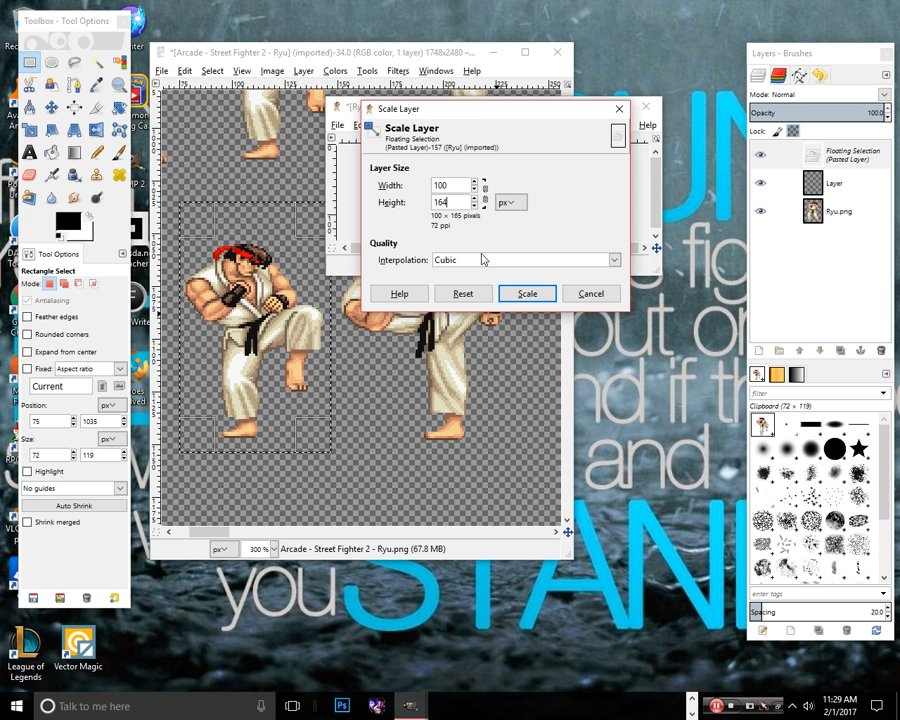 Toolbox - Tool Options
*[Arcade - Street Fighter 2 - Ryu] (imported)-34.0 (RGB color, 1 layer) 1748x2480 –...
File Edit Select View Image Layer Colors Tools Filters Windows Help
Help
Scale Layer
Scale Layer
Floating Selection
(Pasted Layer)-157 ([Ryu] (imported))
Layer Size
Width: 100
Height: 164 px
100 × 165 pixels
72 ppi
Quality
Interpolation: Cubic
Help Reset Scale Cancel
Tool Options
Rectangle Select
Mode:
Antialiasing
Feather edges
Rounded corners
Expand from center
Fixed: Aspect ratio
Current
Position: px
75 1035
Size: px
72 119
Highlight
No guides
Auto Shrink
Shrink merged
px 300 % Arcade - Street Fighter 2 - Ryu.png (67.8 MB)
Layers - Brushes
Mode: Normal
Opacity 100.0
Lock:
Floating Selection
(Pasted Layer)
Layer
Ryu.png
filter
Clipboard (72 × 119)
enter tags
Spacing 20.0
and
you STAND
League of
Legends
Vector Magic
Talk to me here
Ps
11:29 AM
2/1/2017